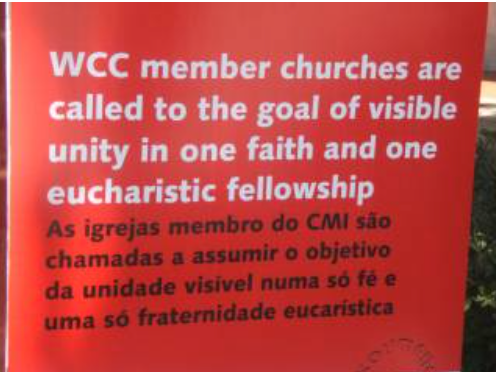 WCC member churches are
called to the goal of visible
unity in one faith and one
eucharistic fellowship
As igrejas membro do CMI são
chamadas a assumir o objetivo
da unidade visível numa só fé e
uma só fraternidade eucarística